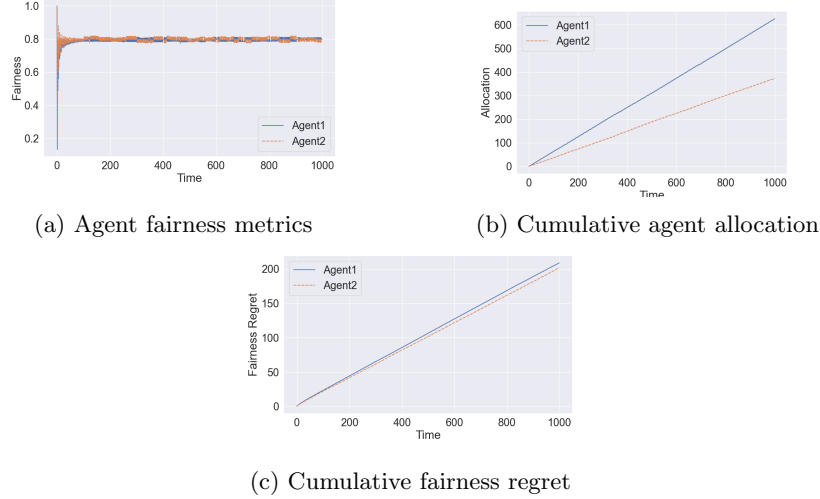 1.0
0.8
0.6
0.4
0.2
Fairness
Agent1
Agent2
0 200 400 600 800 1000
Time
(a) Agent fairness metrics
600
500
400
300
200
100
0
Allocation
Agent1
Agent2
0 200 400 600 800 1000
Time
(b) Cumulative agent allocation
200
150
100
50
0
Fairness Regret
Agent1
Agent2
0 200 400 600 800 1000
Time
(c) Cumulative fairness regret